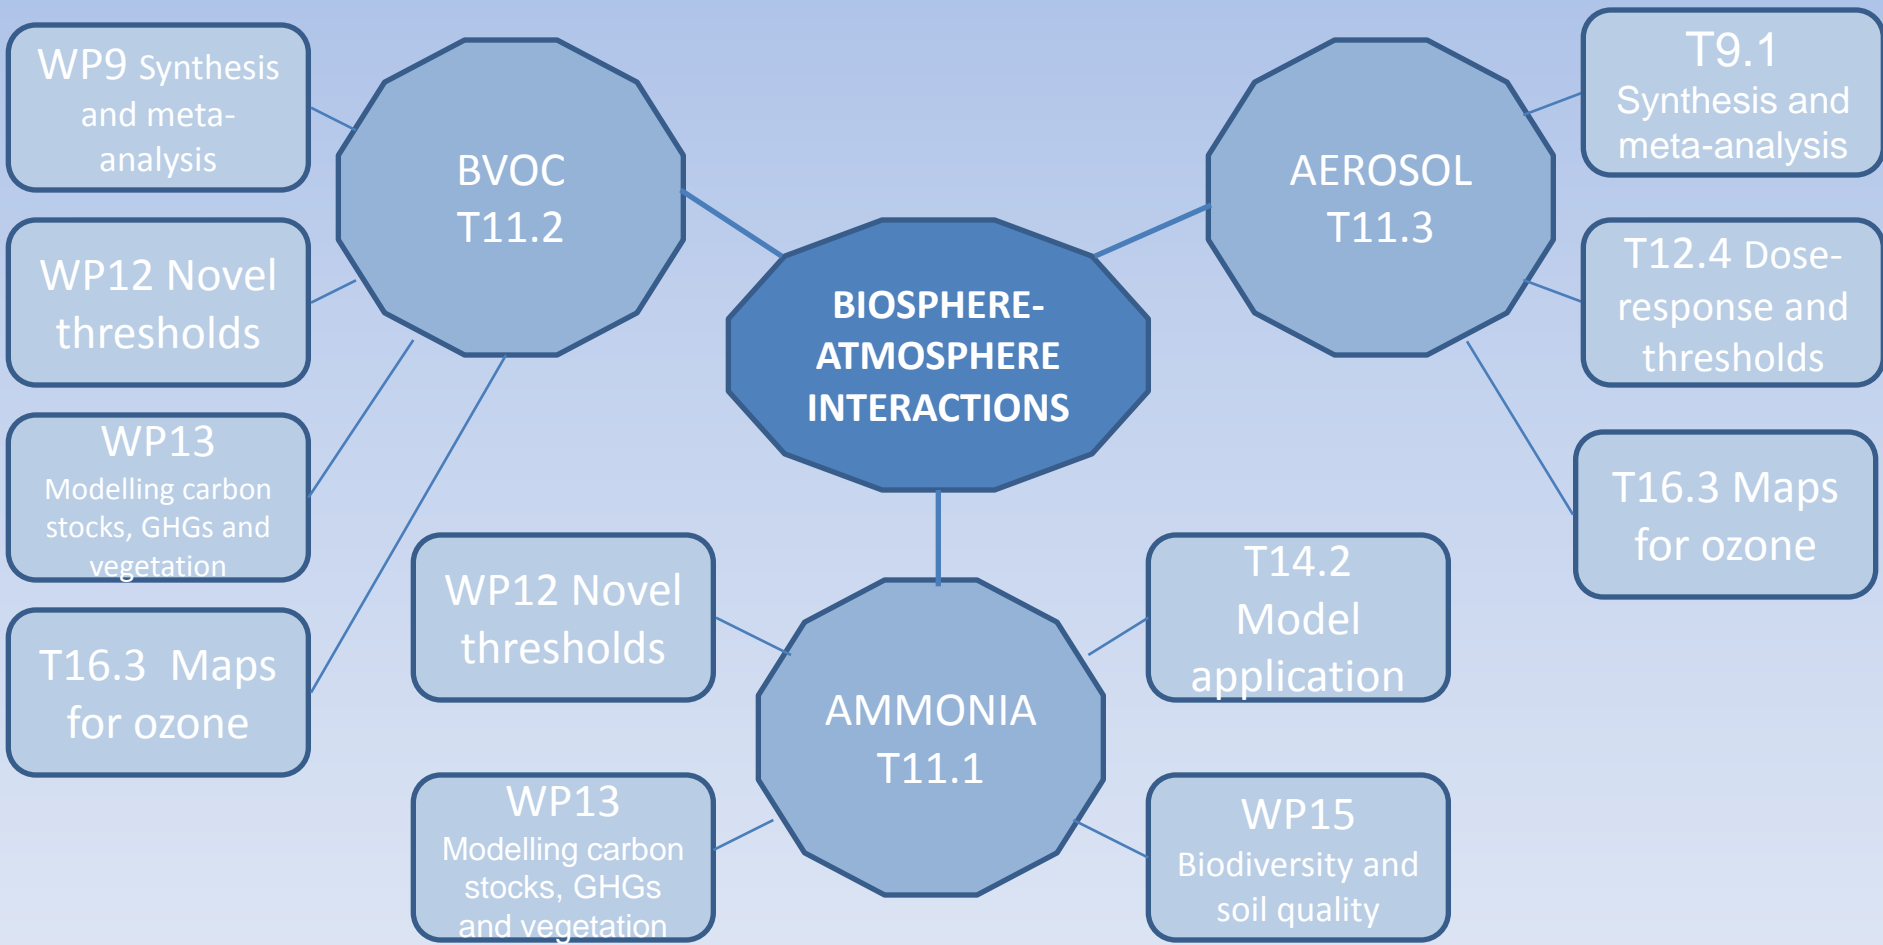 WP9 Synthesis
and meta-
analysis
WP12 Novel
thresholds
WP13
Modelling carbon
stocks, GHGs and
vegetation
T16.3  Maps
for ozone
BVOC
T11.2
BIOSPHERE-
ATMOSPHERE
INTERACTIONS
AEROSOL
T11.3
T9.1
Synthesis and
meta-analysis
T12.4 Dose-
response and
thresholds
T16.3 Maps
for ozone
WP12 Novel
thresholds
WP13
Modelling carbon
stocks, GHGs
and vegetation
AMMONIA
T11.1
T14.2
Model
application
WP15
Biodiversity and
soil quality